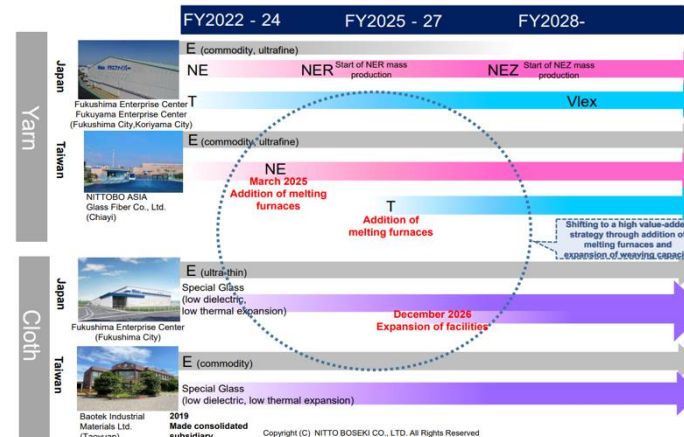 FY2022 - 24
FY2025 - 27
FY2028-
Yarn
Japan
E (commodity, ultrafine)
NE
NER Start of NER mass production
NEZ Start of NEZ mass production
T
Vlex
Fukushima Enterprise Center
Fukuyama Enterprise Center
(Fukushima City,Koriyama City)
Taiwan
E (commodity, ultrafine)
NE
March 2025
Addition of melting
furnaces
T
Addition of
melting furnaces
NITTOBO ASIA
Glass Fiber Co., Ltd.
(Chiayi)
Shifting to a high value-adde
strategy through addition of
melting furnaces and
expansion of weaving capaci
Cloth
Japan
E (ultra-thin)
Special Glass
(low dielectric,
low thermal expansion)
December 2026
Expansion of facilities
Fukushima Enterprise Center
(Fukushima City)
Taiwan
E (commodity)
Special Glass
(low dielectric, low thermal expansion)
Baotek Industrial
Materials Ltd.
(Taoyuan)
2019
Made consolidated
subsidiary
Copyright (C) NITTO BOSEKI CO., LTD. All Rights Reserved